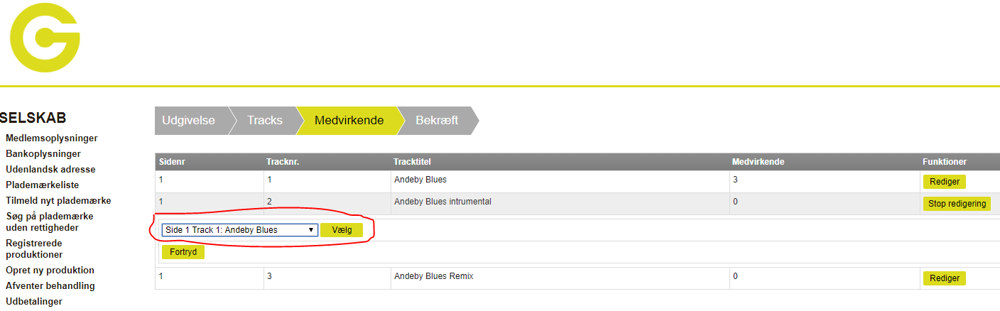 SELSKAB
Medlemsoplysninger
Bankoplysninger
Udenlandsk adresse
Plademærkeliste
Tilmeld nyt plademærke
Søg på plademærke
uden rettigheder
Registrerede
produktioner
Opret ny produktion
Afventer behandling
Udbetalinger
Udgivelse Tracks Medvirkende Bekræft
Sidenr Tracknr. Tracktitel Medvirkende Funktioner
1 1 Andeby Blues 3 Rediger
1 2 Andeby Blues intrumental 0 Stop redigering
Side 1 Track 1: Andeby Blues Vælg
Fortryd
1 3 Andeby Blues Remix 0 Rediger